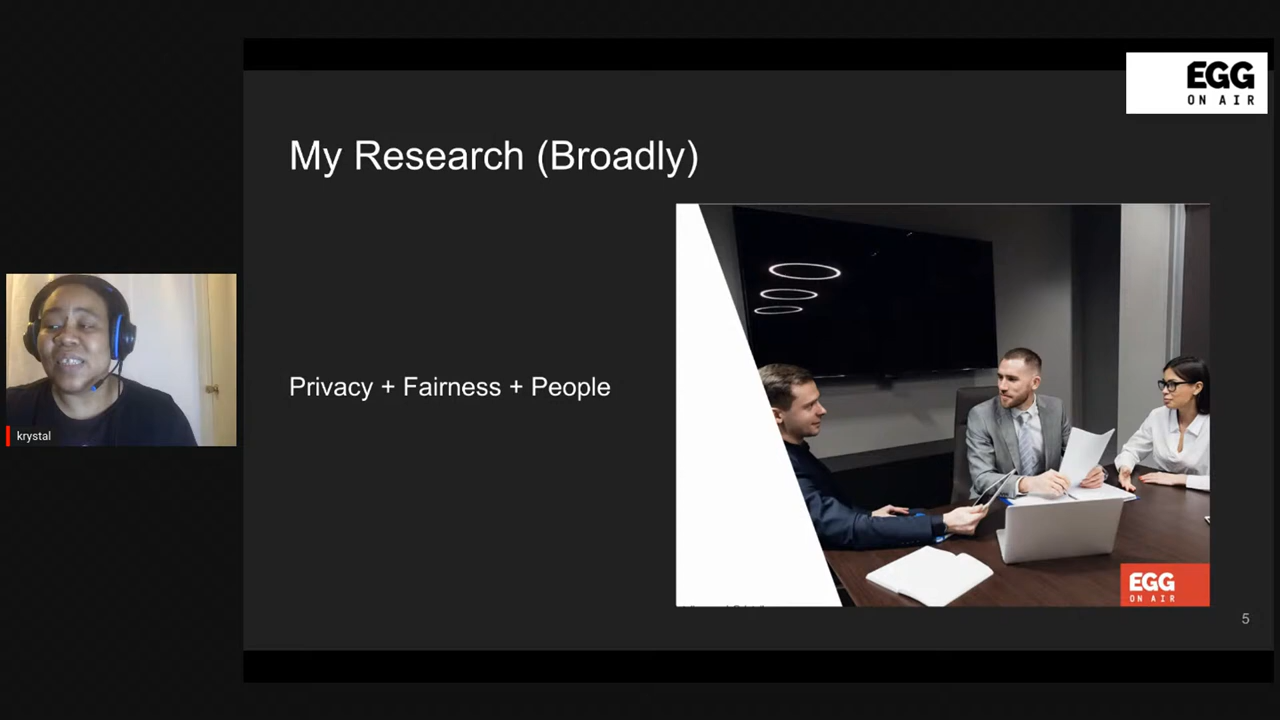 EGG
ON AIR
My Research (Broadly)
Privacy + Fairness + People
krystal
EGG
ON AIR
5